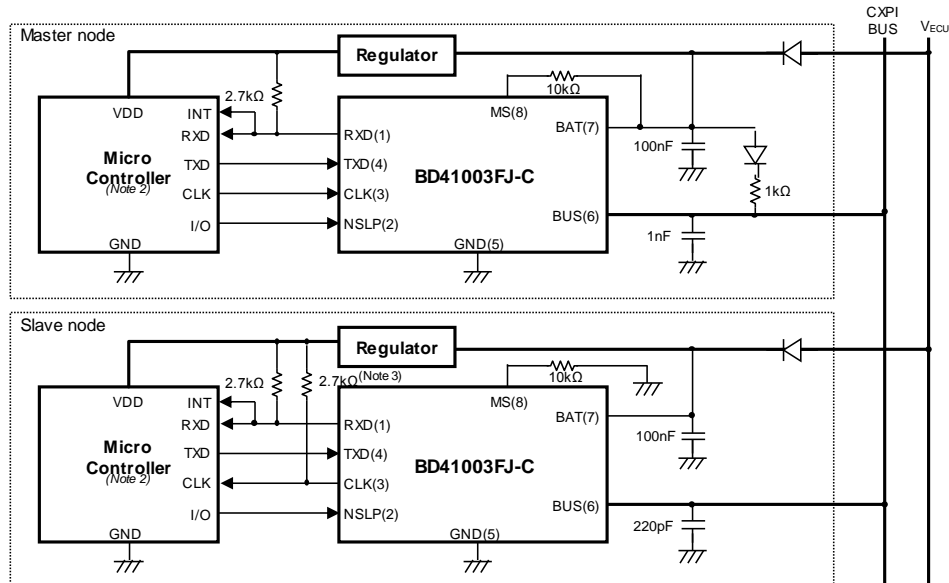 CXPI
BUS
VECU
Master node
Regulator
2.7kΩ
10kΩ
VDD
INT
RXD
TXD
CLK
I/O
GND
Micro
Controller
(Note 2)
MS(8)
RXD(1)
TXD(4)
CLK(3)
NSLP(2)
BD41003FJ-C
BAT(7)
BUS(6)
GND(5)
100nF
1kΩ
1nF
Slave node
Regulator
2.7kΩ
2.7kΩ(Note 3)
10kΩ
VDD
INT
RXD
TXD
CLK
I/O
GND
Micro
Controller
(Note 2)
MS(8)
RXD(1)
TXD(4)
CLK(3)
NSLP(2)
BD41003FJ-C
BAT(7)
BUS(6)
GND(5)
100nF
220pF